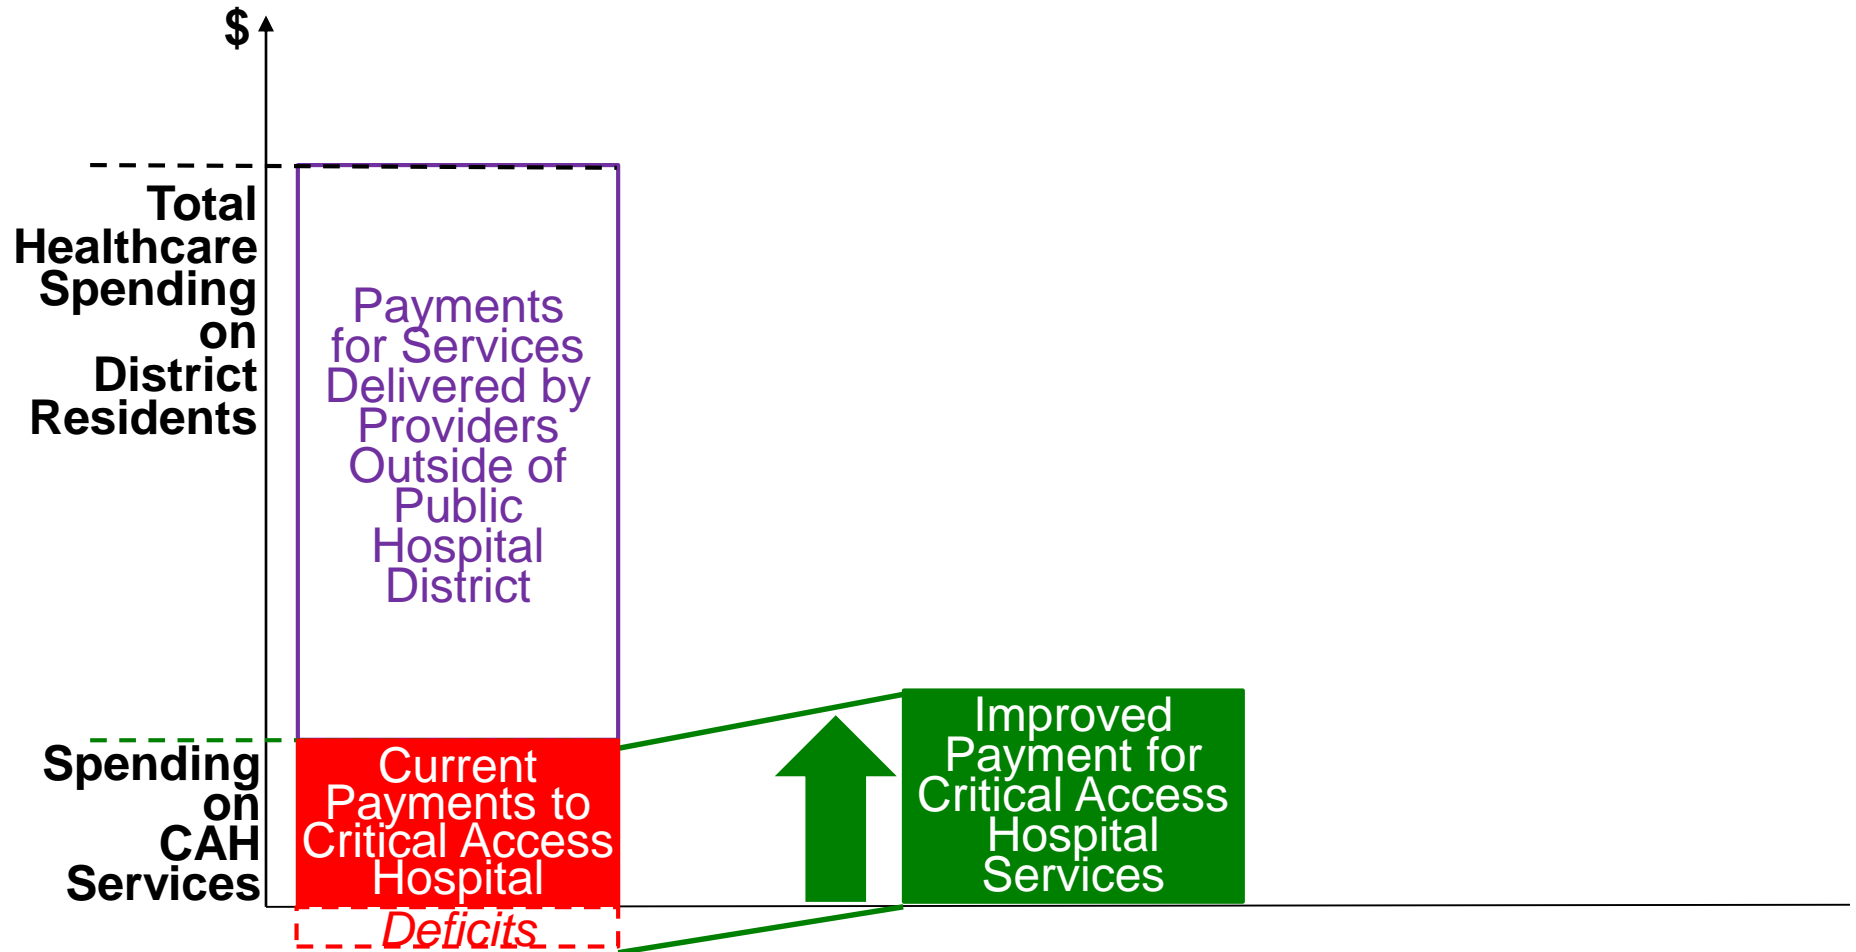 $
Total
Healthcare
Spending
on
District
Residents
Payments
for Services
Delivered by
Providers
Outside of
Public
Hospital
District
Spending
on
CAH
Services
Current
Payments to
Critical Access
Hospital
Deficits
Improved
Payment for
Critical Access
Hospital
Services